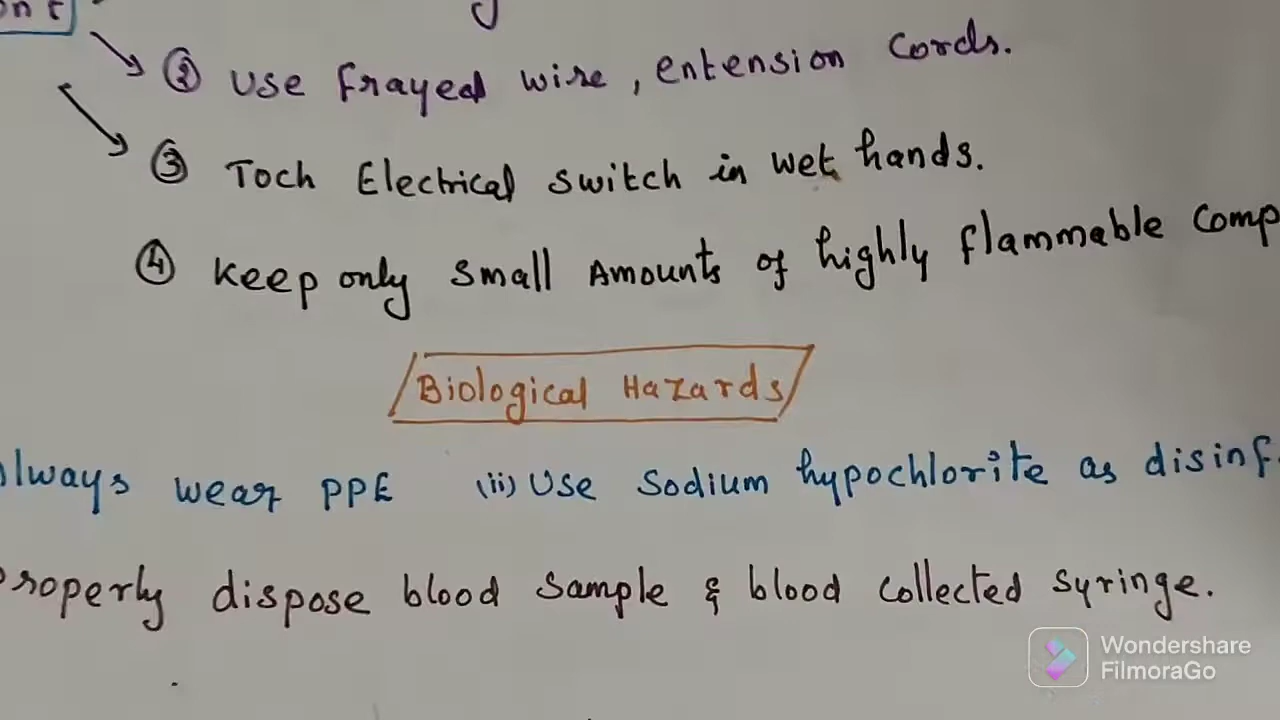 ② Use frayed wire, entension cords.
③ Toch Electrical switch in wet hands.
④ keep only small Amounts of highly flammable comp
Biological Hazards
lways wear PPE (ii) Use Sodium hypochlorite as disinf
roperly dispose blood sample & blood collected syringe.
Wondershare
FilmoraGo